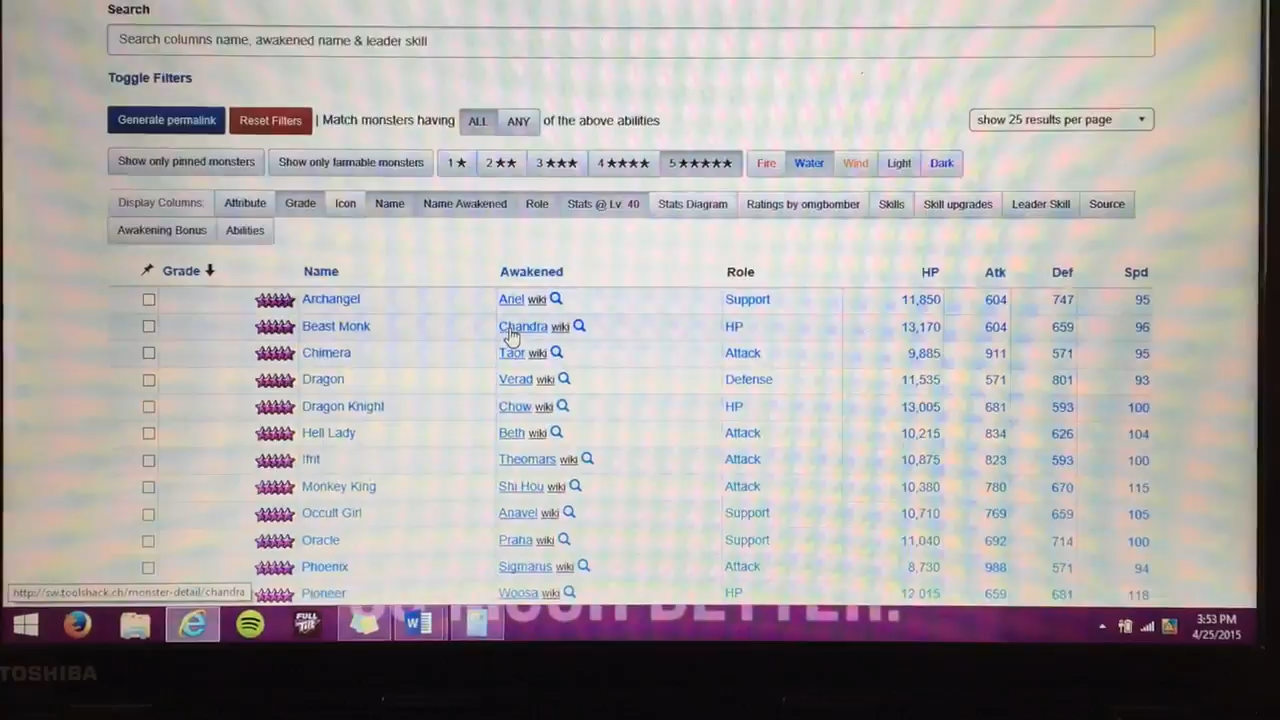 Search
Search columns name, awakened name & leader skill
Toggle Filters
Generate permalink Reset Filters | Match monsters having ALL ANY of the above abilities show 25 results per page
Show only pinned monsters Show only farmable monsters 1 ★ 2 ★★ 3 ★★★ 4 ★★★★ 5 ★★★★★ Fire Water Wind Light Dark
Display Columns: Attribute Grade Icon Name Name Awakened Role Stats @ Lv. 40 Stats Diagram Ratings by omgbomber Skills Skill upgrades Leader Skill Source
Awakening Bonus Abilities
Grade Name Awakened Role HP Atk Def Spd
Archangel Ariel wiki Support 11,850 604 747 95
Beast Monk Chandra wiki HP 13,170 604 659 96
Chimera Taor wiki Attack 9,885 911 571 95
Dragon Verad wiki Defense 11,535 571 801 93
Dragon Knight Chow wiki HP 13,005 681 593 100
Hell Lady Beth wiki Attack 10,215 834 626 104
Ifrit Theomars wiki Attack 10,875 823 593 100
Monkey King Shi Hou wiki Attack 10,380 780 670 115
Occult Girl Anavel wiki Support 10,710 769 659 105
Oracle Praha wiki Support 11,040 692 714 100
Phoenix Sigmarus wiki Attack 8,730 988 571 94
http://sw.toolshack.ch/monster-detail/chandra Pioneer Woosa wiki HP 12,015 659 681 118
FULL TILT W 3:53 PM
4/25/2015
TOSHIBA